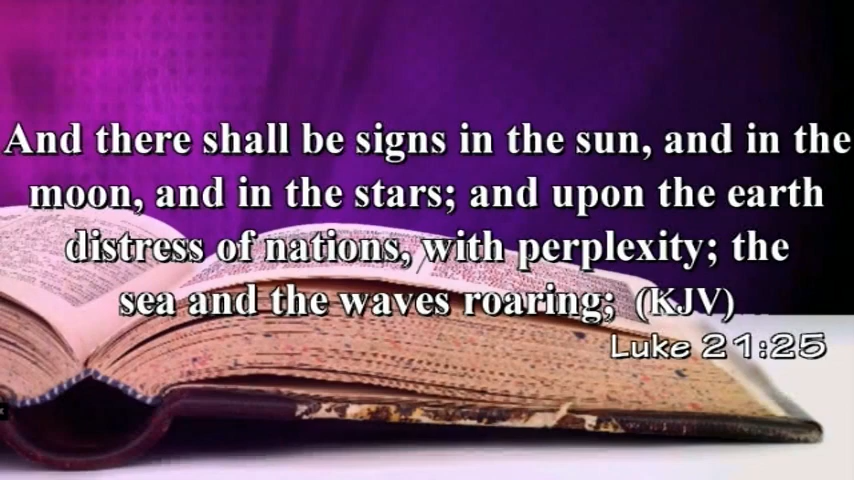 And there shall be signs in the sun, and in the
moon, and in the stars; and upon the earth
distress of nations, with perplexity; the
sea and the waves roaring; (KJV)
Luke 21:25